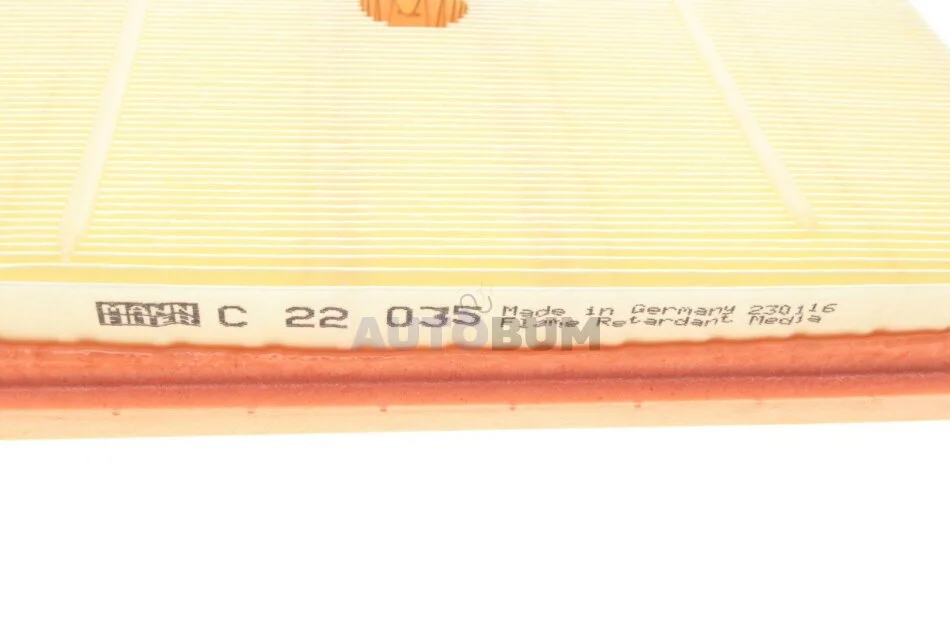 MANN FILTER C 22 035 Made in Germany 230116
Flame Retardant Media
AUTOBUM